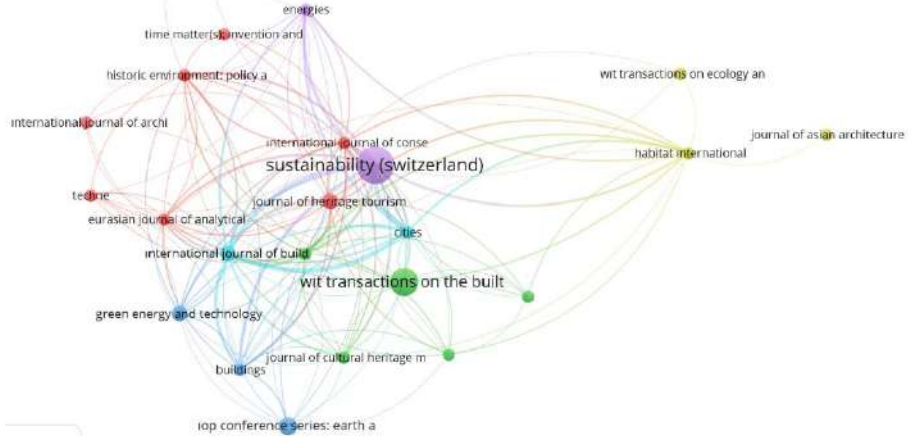 energies
time matter(s): invention and
historic environment: policy a
wit transactions on ecology an
international journal of archi
journal of asian architecture
international journal of conse
habitat international
sustainability (switzerland)
techne
journal of heritage tourism
eurasian journal of analytical
cities
international journal of build
wit transactions on the built
green energy and technology
journal of cultural heritage m
buildings
iop conference series: earth a